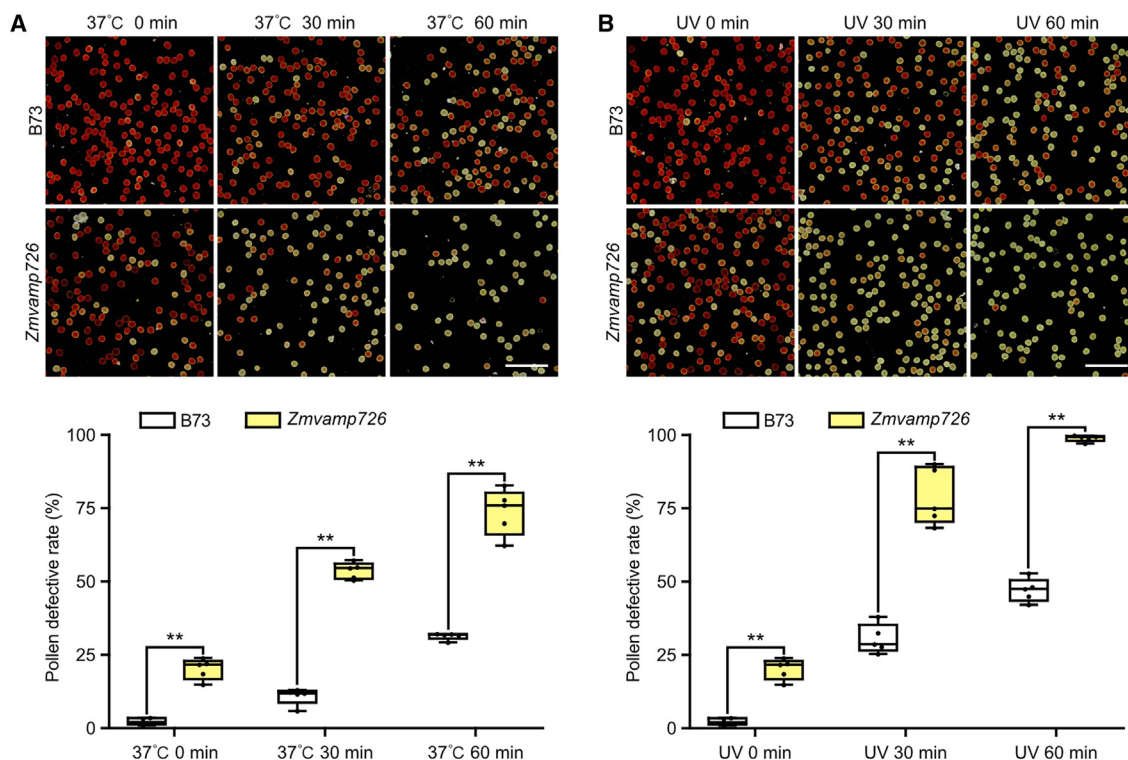 A
37°C 0 min
37°C 30 min
37°C 60 min
B73
Zmvamp726
B73
Zmvamp726
100
75
50
25
0
Pollen defective rate (%)
**
**
**
37°C 0 min
37°C 30 min
37°C 60 min
B
UV 0 min
UV 30 min
UV 60 min
B73
Zmvamp726
B73
Zmvamp726
100
75
50
25
0
Pollen defective rate (%)
**
**
**
UV 0 min
UV 30 min
UV 60 min